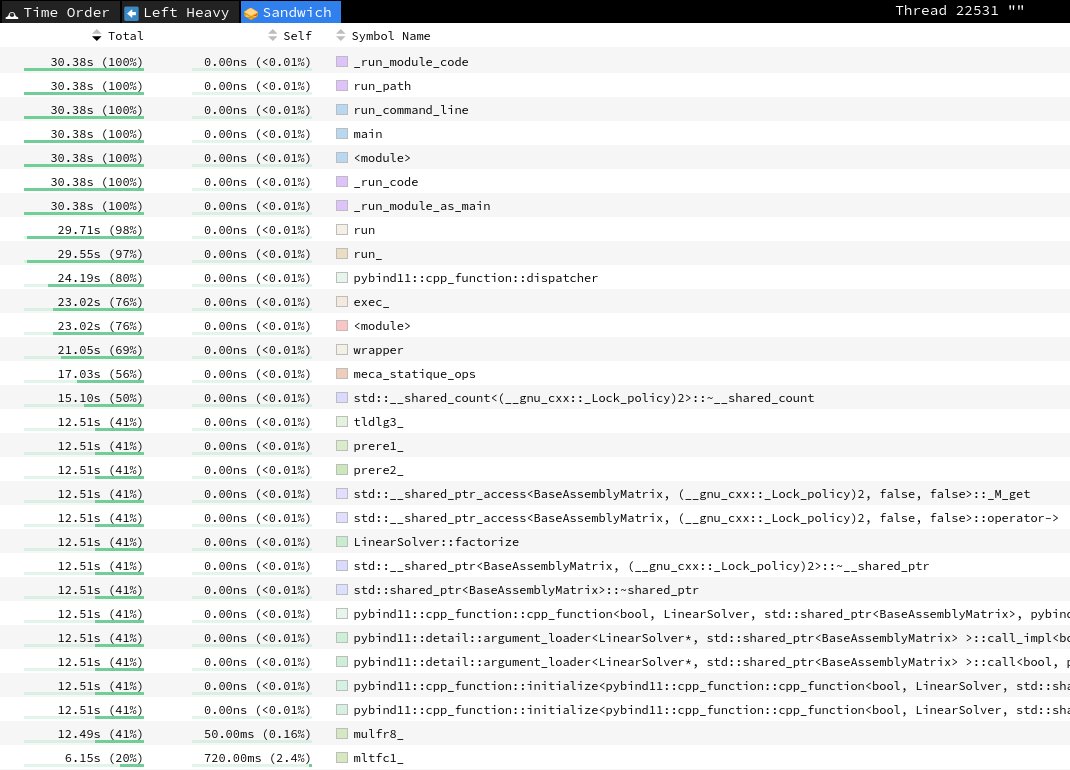 Time Order Left Heavy Sandwich Thread 22531 ""
Total Self Symbol Name
30.38s (100%) 0.00ns (<0.01%) _run_module_code
30.38s (100%) 0.00ns (<0.01%) run_path
30.38s (100%) 0.00ns (<0.01%) run_command_line
30.38s (100%) 0.00ns (<0.01%) main
30.38s (100%) 0.00ns (<0.01%) <module>
30.38s (100%) 0.00ns (<0.01%) _run_code
30.38s (100%) 0.00ns (<0.01%) _run_module_as_main
29.71s (98%) 0.00ns (<0.01%) run
29.55s (97%) 0.00ns (<0.01%) run_
24.19s (80%) 0.00ns (<0.01%) pybind11::cpp_function::dispatcher
23.02s (76%) 0.00ns (<0.01%) exec_
23.02s (76%) 0.00ns (<0.01%) <module>
21.05s (69%) 0.00ns (<0.01%) wrapper
17.03s (56%) 0.00ns (<0.01%) meca_statique_ops
15.10s (50%) 0.00ns (<0.01%) std::__shared_count<(__gnu_cxx::_Lock_policy)2>::~__shared_count
12.51s (41%) 0.00ns (<0.01%) tldlg3_
12.51s (41%) 0.00ns (<0.01%) prere1_
12.51s (41%) 0.00ns (<0.01%) prere2_
12.51s (41%) 0.00ns (<0.01%) std::__shared_ptr_access<BaseAssemblyMatrix, (__gnu_cxx::_Lock_policy)2, false, false>::_M_get
12.51s (41%) 0.00ns (<0.01%) std::__shared_ptr_access<BaseAssemblyMatrix, (__gnu_cxx::_Lock_policy)2, false, false>::operator->
12.51s (41%) 0.00ns (<0.01%) LinearSolver::factorize
12.51s (41%) 0.00ns (<0.01%) std::__shared_ptr<BaseAssemblyMatrix, (__gnu_cxx::_Lock_policy)2>::~__shared_ptr
12.51s (41%) 0.00ns (<0.01%) std::shared_ptr<BaseAssemblyMatrix>::~shared_ptr
12.51s (41%) 0.00ns (<0.01%) pybind11::cpp_function::cpp_function<bool, LinearSolver, std::shared_ptr<BaseAssemblyMatrix>, pybind
12.51s (41%) 0.00ns (<0.01%) pybind11::detail::argument_loader<LinearSolver*, std::shared_ptr<BaseAssemblyMatrix> >::call_impl<bo
12.51s (41%) 0.00ns (<0.01%) pybind11::detail::argument_loader<LinearSolver*, std::shared_ptr<BaseAssemblyMatrix> >::call<bool, p
12.51s (41%) 0.00ns (<0.01%) pybind11::cpp_function::initialize<pybind11::cpp_function::cpp_function<bool, LinearSolver, std::sha
12.51s (41%) 0.00ns (<0.01%) pybind11::cpp_function::initialize<pybind11::cpp_function::cpp_function<bool, LinearSolver, std::sha
12.49s (41%) 50.00ms (0.16%) mulfr8_
6.15s (20%) 720.00ms (2.4%) mltfc1_